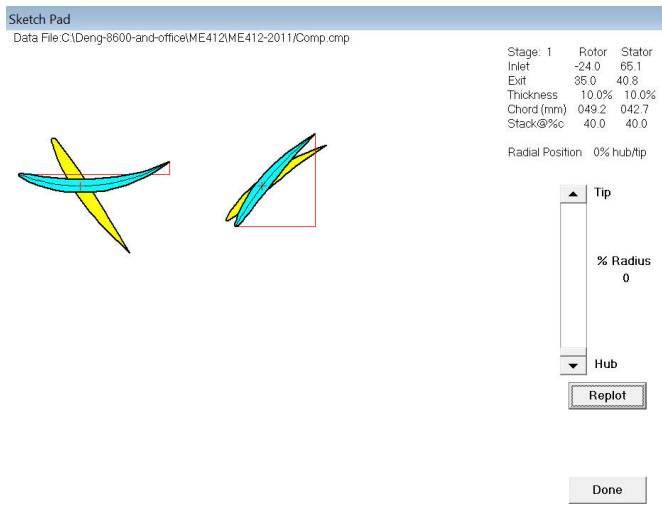 Sketch Pad
Data File:C:\Deng-8600-and-office\ME412\ME412-2011/Comp.cmp
Stage: 1 Rotor Stator
Inlet -24.0 65.1
Exit 35.0 40.8
Thickness 10.0% 10.0%
Chord (mm) 049.2 042.7
Stack@%c 40.0 40.0
Radial Position 0% hub/tip
Tip
% Radius
0
Hub
Replot
Done